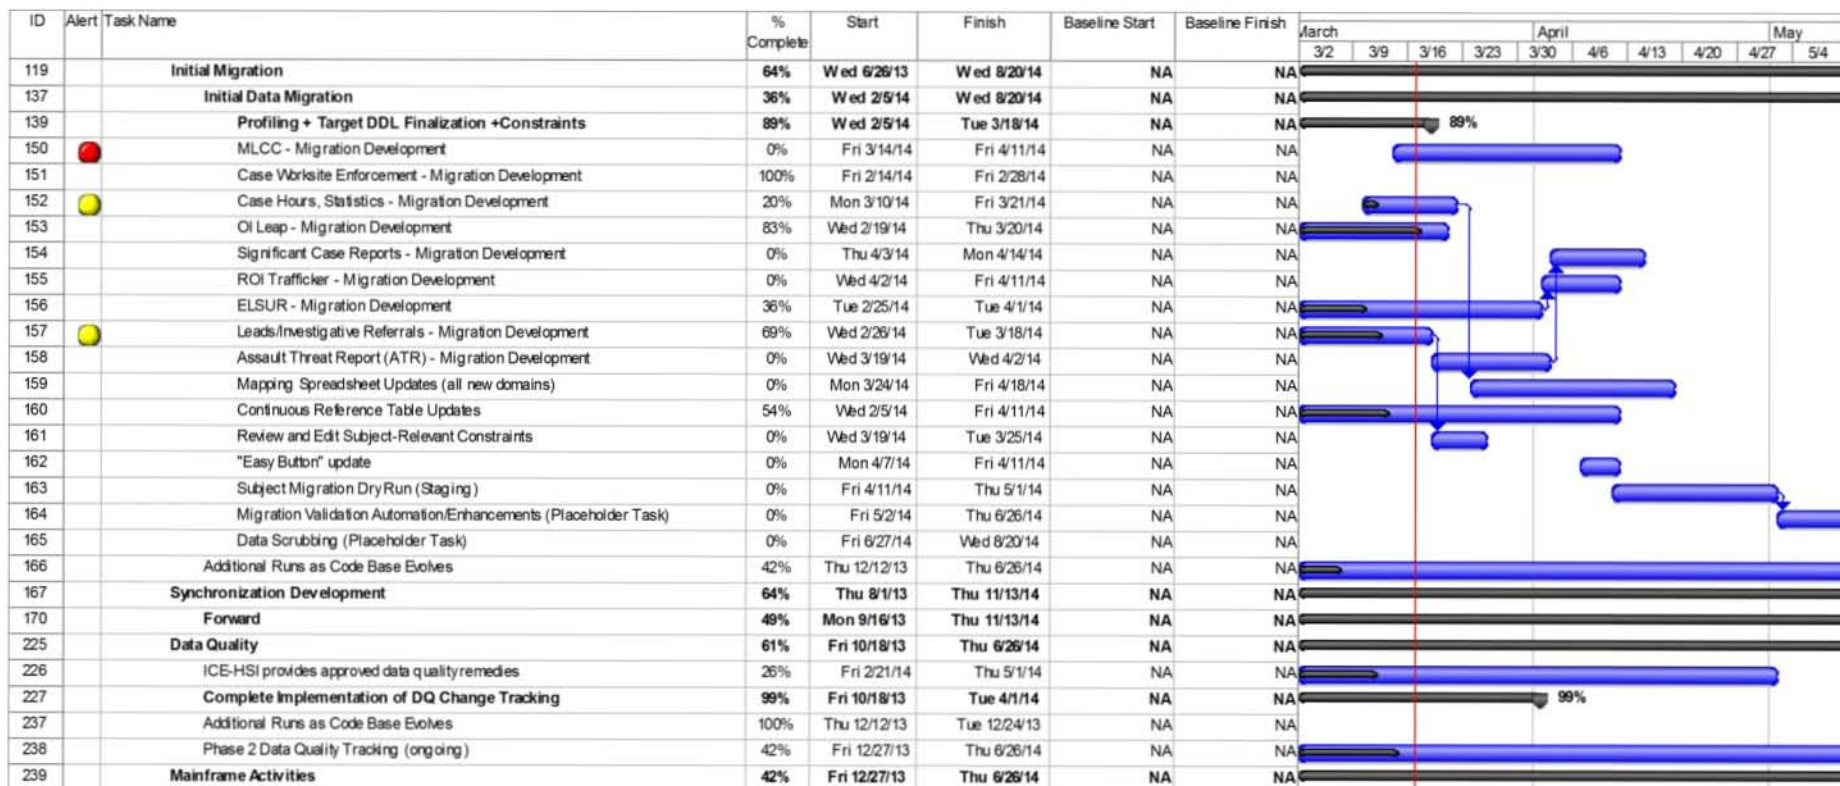 ID Alert Task Name % Complete Start Finish Baseline Start Baseline Finish
March April May
3/2 3/9 3/16 3/23 3/30 4/6 4/13 4/20 4/27 5/4
119 Initial Migration 64% Wed 6/26/13 Wed 8/20/14 NA NA
137 Initial Data Migration 36% Wed 2/5/14 Wed 8/20/14 NA NA
139 Profiling + Target DDL Finalization +Constraints 89% Wed 2/5/14 Tue 3/18/14 NA NA 89%
150 MLCC - Migration Development 0% Fri 3/14/14 Fri 4/11/14 NA NA
151 Case Worksite Enforcement - Migration Development 100% Fri 2/14/14 Fri 2/28/14 NA NA
152 Case Hours, Statistics - Migration Development 20% Mon 3/10/14 Fri 3/21/14 NA NA
153 OI Leap - Migration Development 83% Wed 2/19/14 Thu 3/20/14 NA NA
154 Significant Case Reports - Migration Development 0% Thu 4/3/14 Mon 4/14/14 NA NA
155 ROI Trafficker - Migration Development 0% Wed 4/2/14 Fri 4/11/14 NA NA
156 ELSUR - Migration Development 36% Tue 2/25/14 Tue 4/1/14 NA NA
157 Leads/Investigative Referrals - Migration Development 69% Wed 2/26/14 Tue 3/18/14 NA NA
158 Assault Threat Report (ATR) - Migration Development 0% Wed 3/19/14 Wed 4/2/14 NA NA
159 Mapping Spreadsheet Updates (all new domains) 0% Mon 3/24/14 Fri 4/18/14 NA NA
160 Continuous Reference Table Updates 54% Wed 2/5/14 Fri 4/11/14 NA NA
161 Review and Edit Subject-Relevant Constraints 0% Wed 3/19/14 Tue 3/25/14 NA NA
162 "Easy Button" update 0% Mon 4/7/14 Fri 4/11/14 NA NA
163 Subject Migration Dry Run (Staging) 0% Fri 4/11/14 Thu 5/1/14 NA NA
164 Migration Validation Automation/Enhancements (Placeholder Task) 0% Fri 5/2/14 Thu 6/26/14 NA NA
165 Data Scrubbing (Placeholder Task) 0% Fri 6/27/14 Wed 8/20/14 NA NA
166 Additional Runs as Code Base Evolves 42% Thu 12/12/13 Thu 6/26/14 NA NA
167 Synchronization Development 64% Thu 8/1/13 Thu 11/13/14 NA NA
170 Forward 49% Mon 9/16/13 Thu 11/13/14 NA NA
225 Data Quality 61% Fri 10/18/13 Thu 6/26/14 NA NA
226 ICE-HSI provides approved data quality remedies 26% Fri 2/21/14 Thu 5/1/14 NA NA
227 Complete Implementation of DQ Change Tracking 99% Fri 10/18/13 Tue 4/1/14 NA NA 99%
237 Additional Runs as Code Base Evolves 100% Thu 12/12/13 Tue 12/24/13 NA NA
238 Phase 2 Data Quality Tracking (ongoing) 42% Fri 12/27/13 Thu 6/26/14 NA NA
239 Mainframe Activities 42% Fri 12/27/13 Thu 6/26/14 NA NA